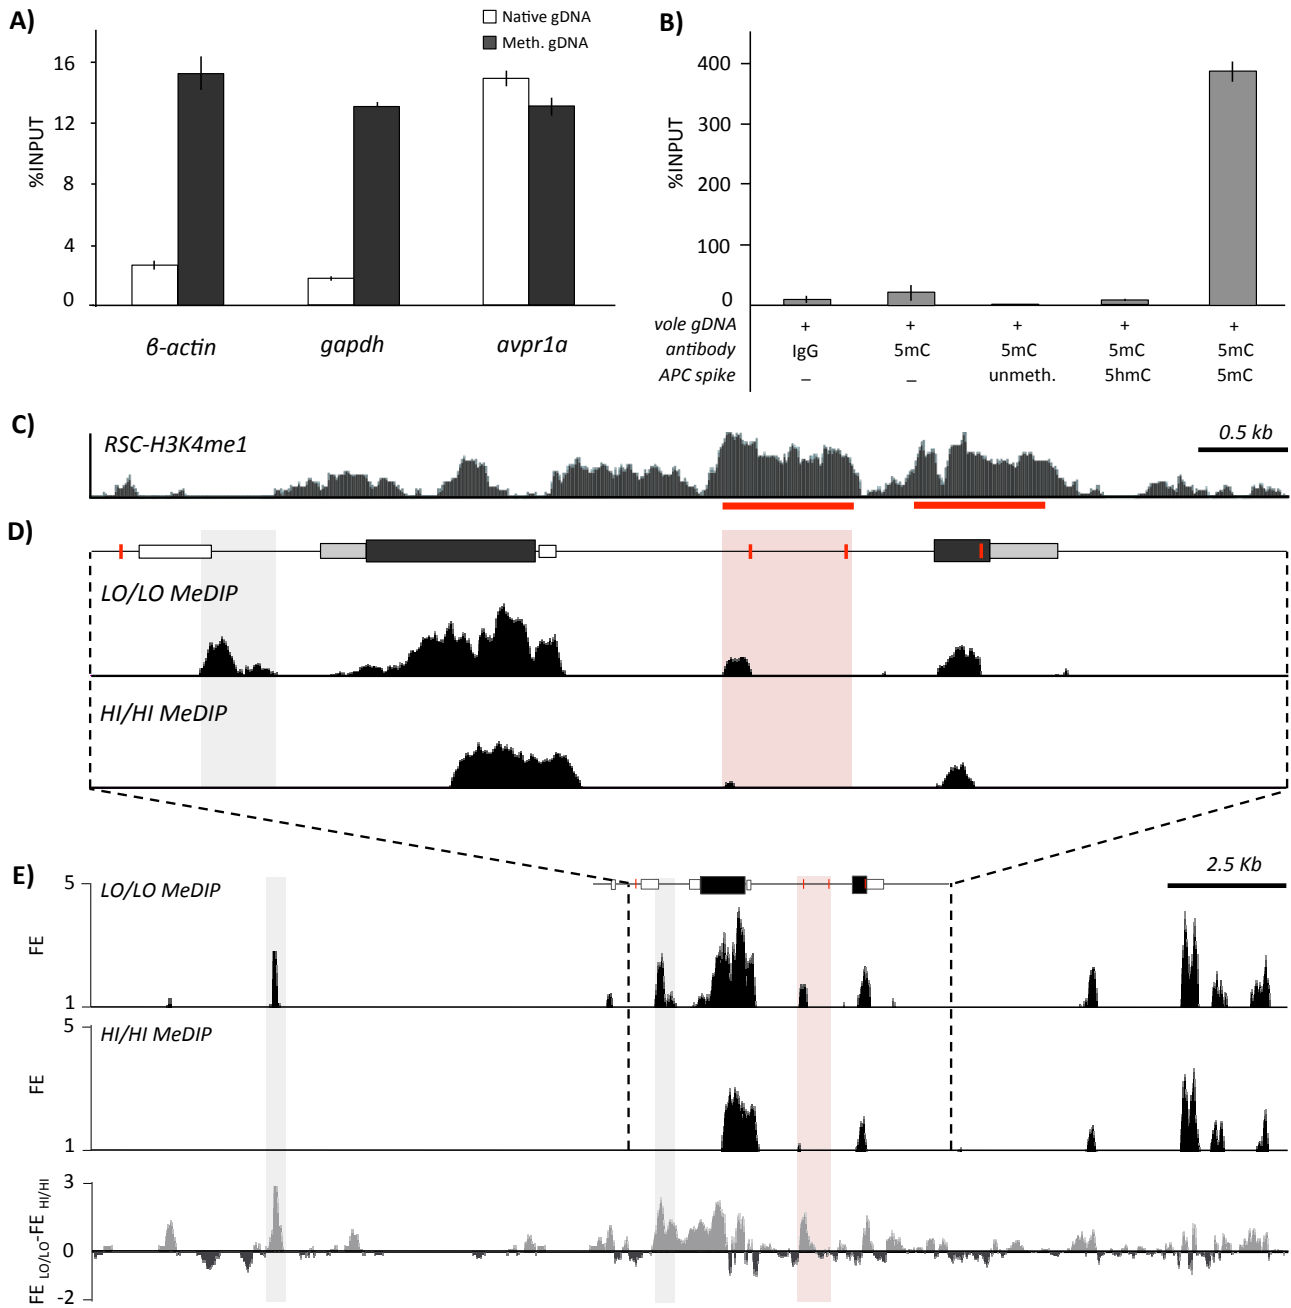 A)
Native gDNA
Meth. gDNA
%INPUT
16
12
8
4
0
β-actin gapdh avpr1a
B)
%INPUT
400
300
200
100
0
vole gDNA + + + + +
antibody IgG 5mC 5mC 5mC 5mC
APC spike – – unmeth. 5hmC 5mC
C)
RSC-H3K4me1
0.5 kb
D)
LO/LO MeDIP
HI/HI MeDIP
E)
5
LO/LO MeDIP
2.5 Kb
FE
1
5
HI/HI MeDIP
FE
1
3
0
-2
FE LO/LO-FE HI/HI